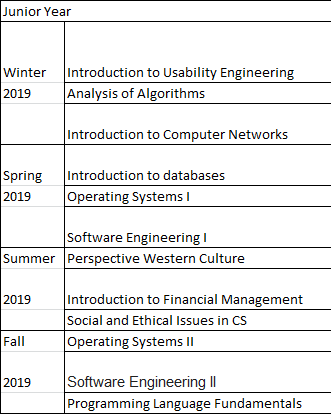 Junior Year
Winter Introduction to Usability Engineering
2019 Analysis of Algorithms
Introduction to Computer Networks
Spring Introduction to databases
2019 Operating Systems I
Software Engineering I
Summer Perspective Western Culture
2019 Introduction to Financial Management
Social and Ethical Issues in CS
Fall Operating Systems II
2019 Software Engineering II
Programming Language Fundamentals